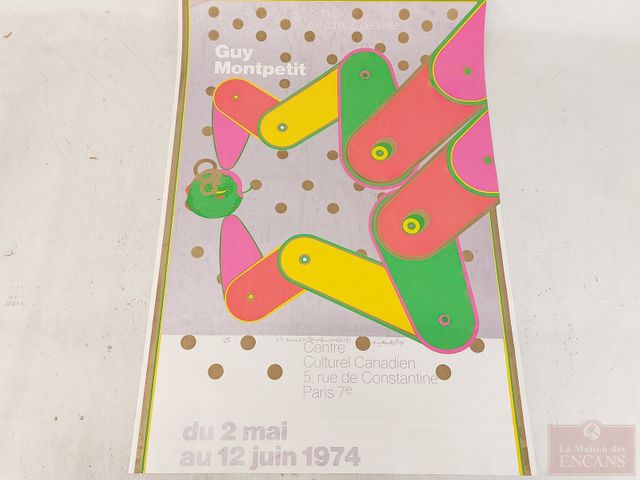 Guy
Montpetit
Centre
Culturel Canadien
5, rue de Constantine
Paris 7e
du 2 mai
au 12 juin 1974
La Maison des
ENCANS